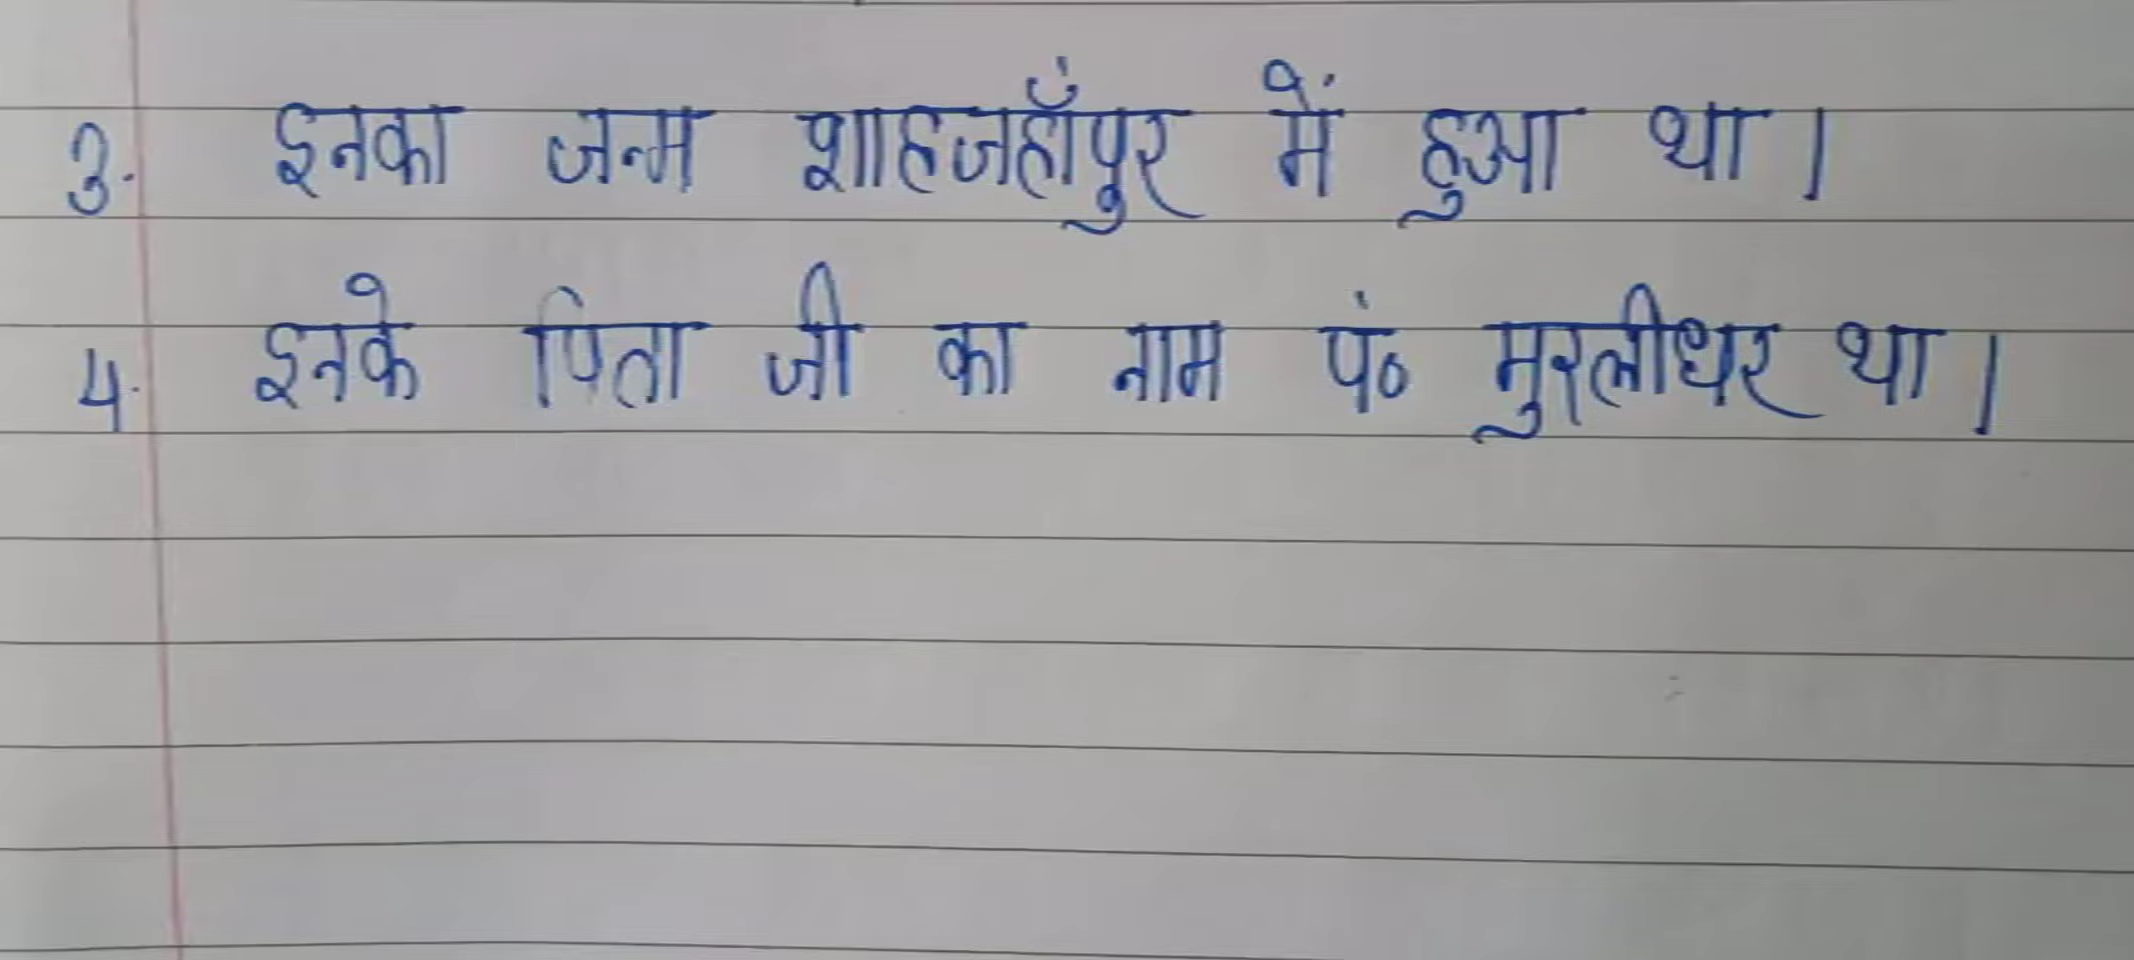 3. इनका जन्म शाहजहाँपुर में हुआ था।
4. इनके पिता जी का नाम पं० मुरलीधर था।